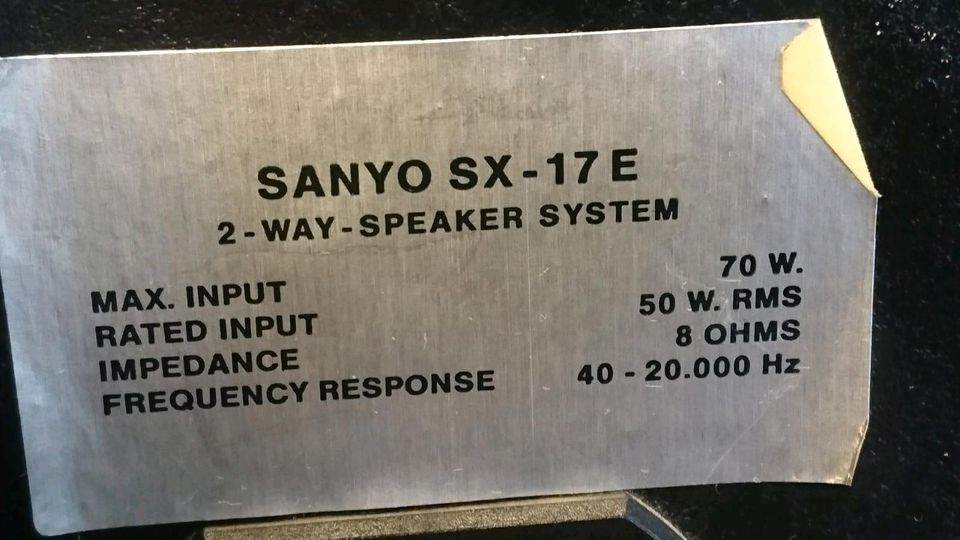 SANYO SX-17E
2-WAY-SPEAKER SYSTEM
MAX. INPUT 70 W.
RATED INPUT 50 W. RMS
IMPEDANCE 8 OHMS
FREQUENCY RESPONSE 40 - 20.000 Hz